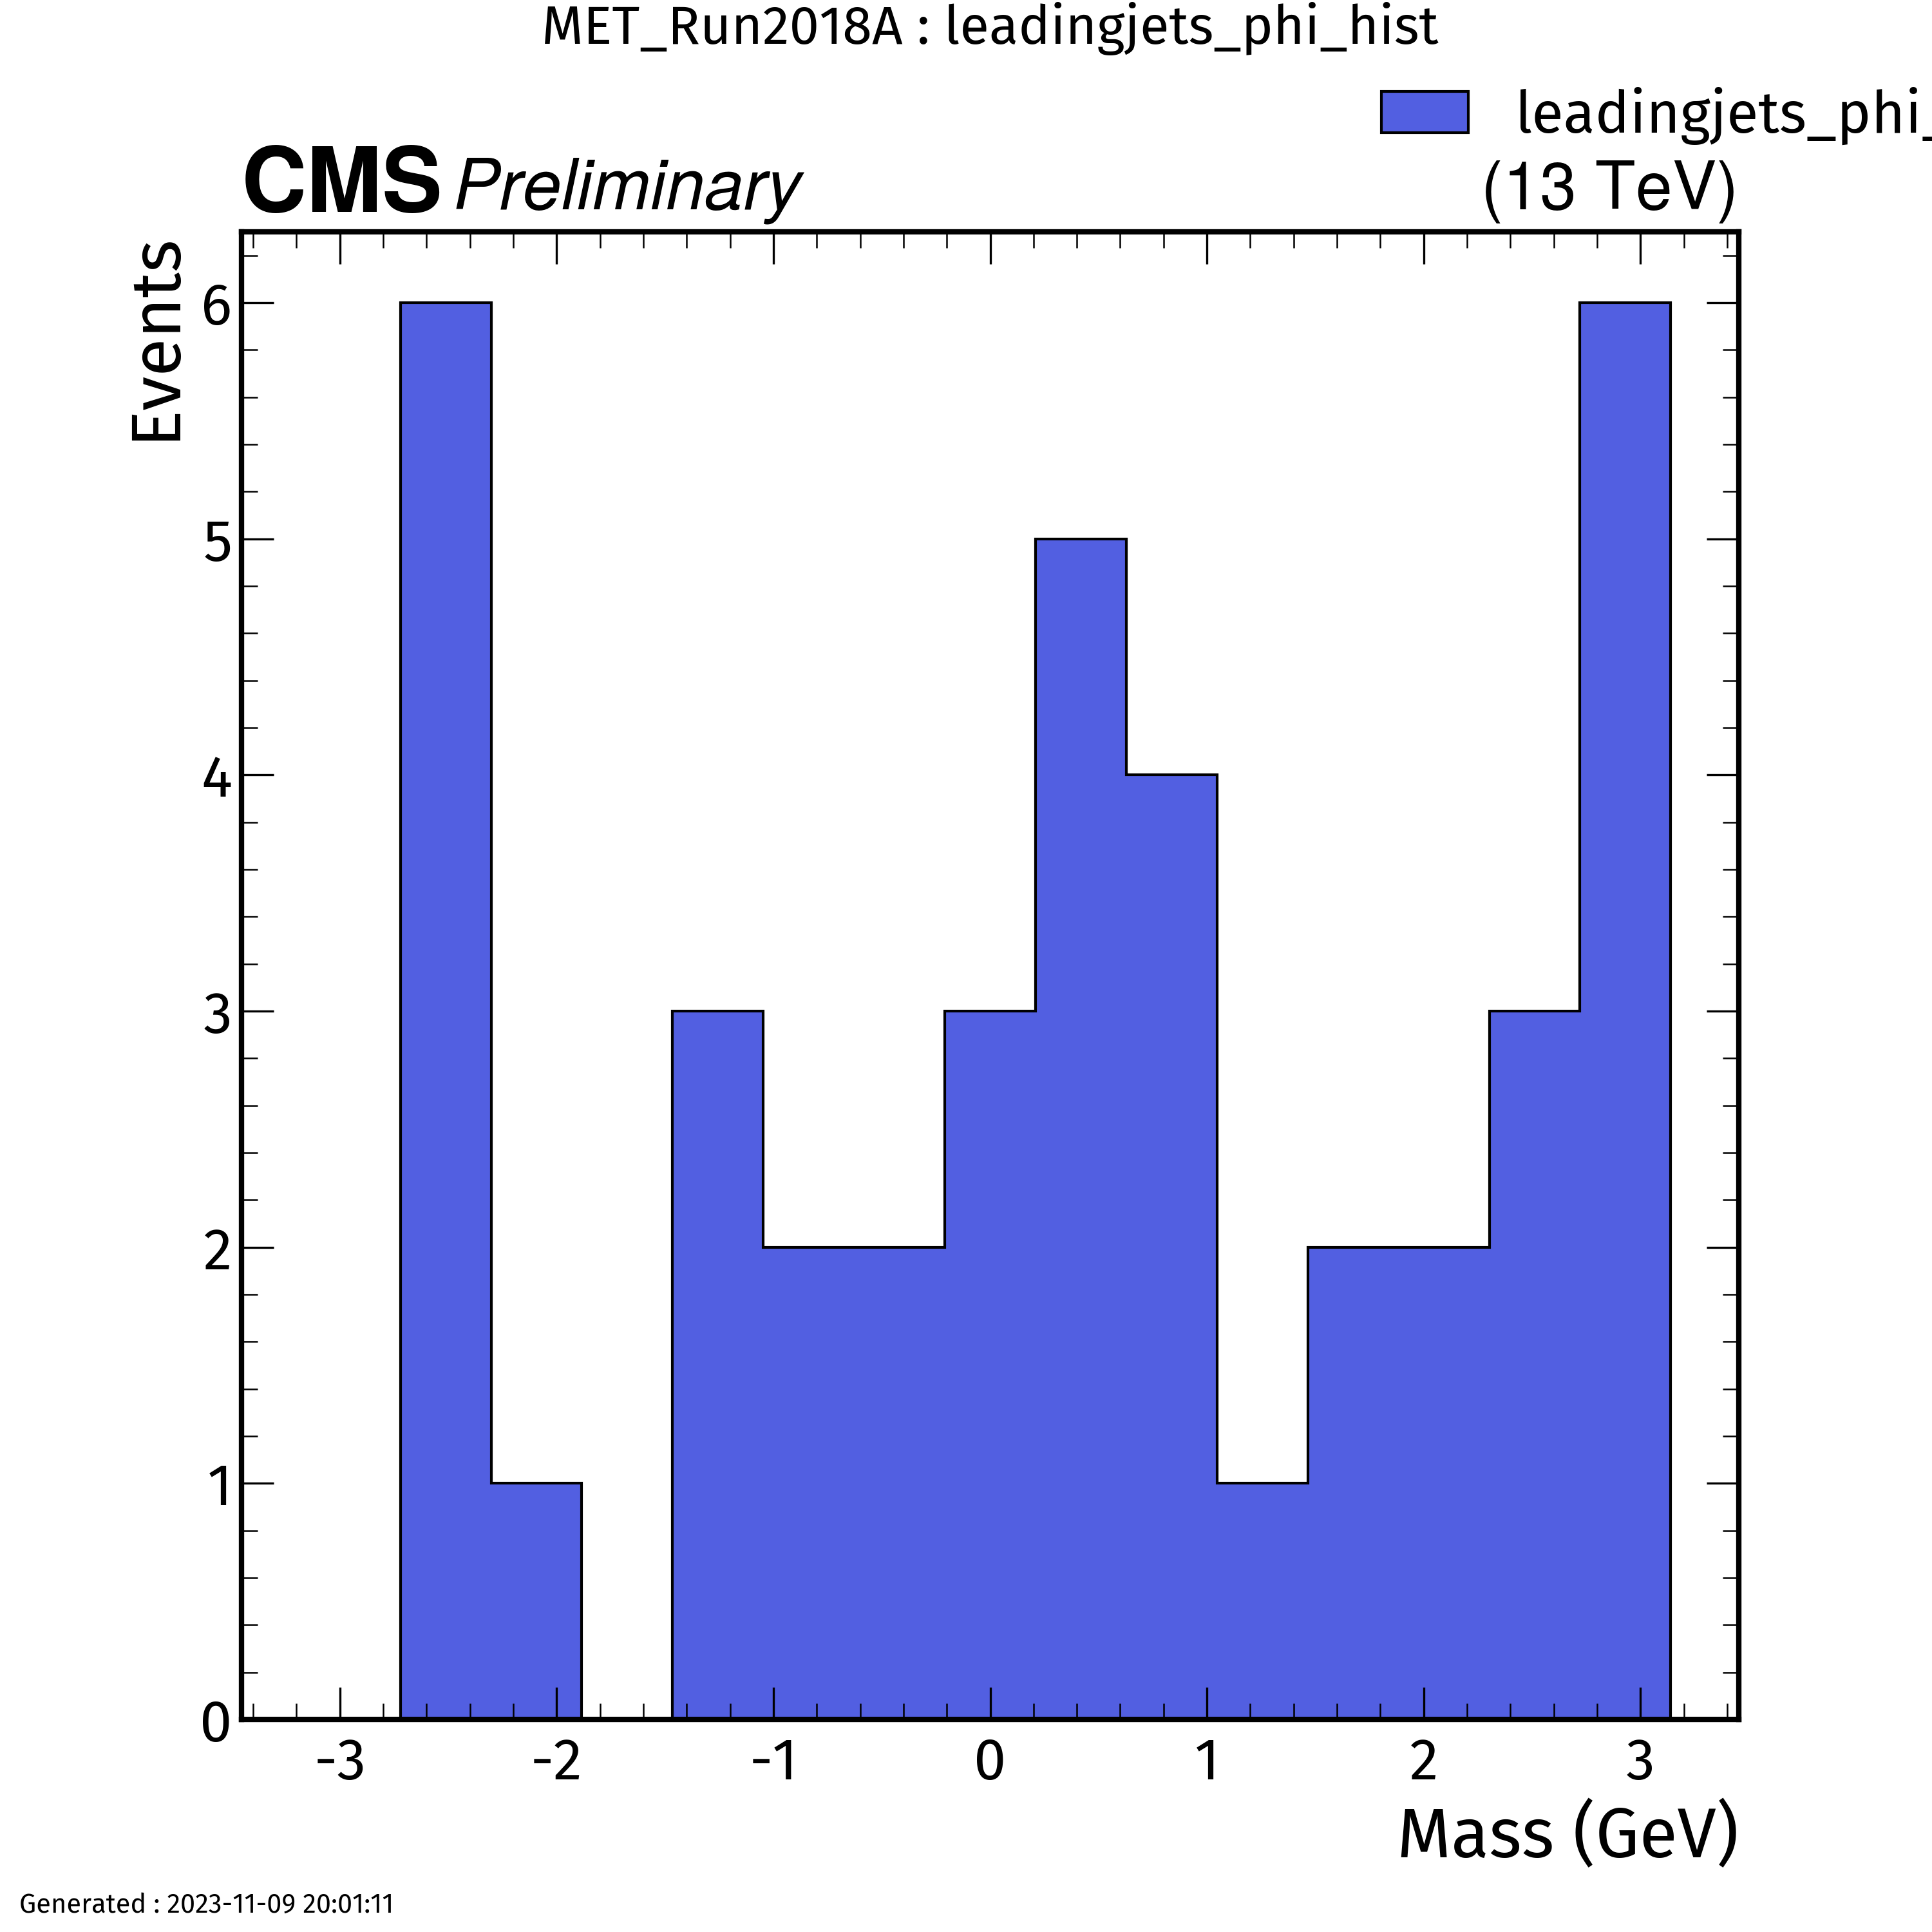 MET_Run2018A : leadingjets_phi_hist
leadingjets_phi_
CMS Preliminary (13 TeV)
Events
6
5
4
3
2
1
0
-3 -2 -1 0 1 2 3
Mass (GeV)
Generated : 2023-11-09 20:01:11